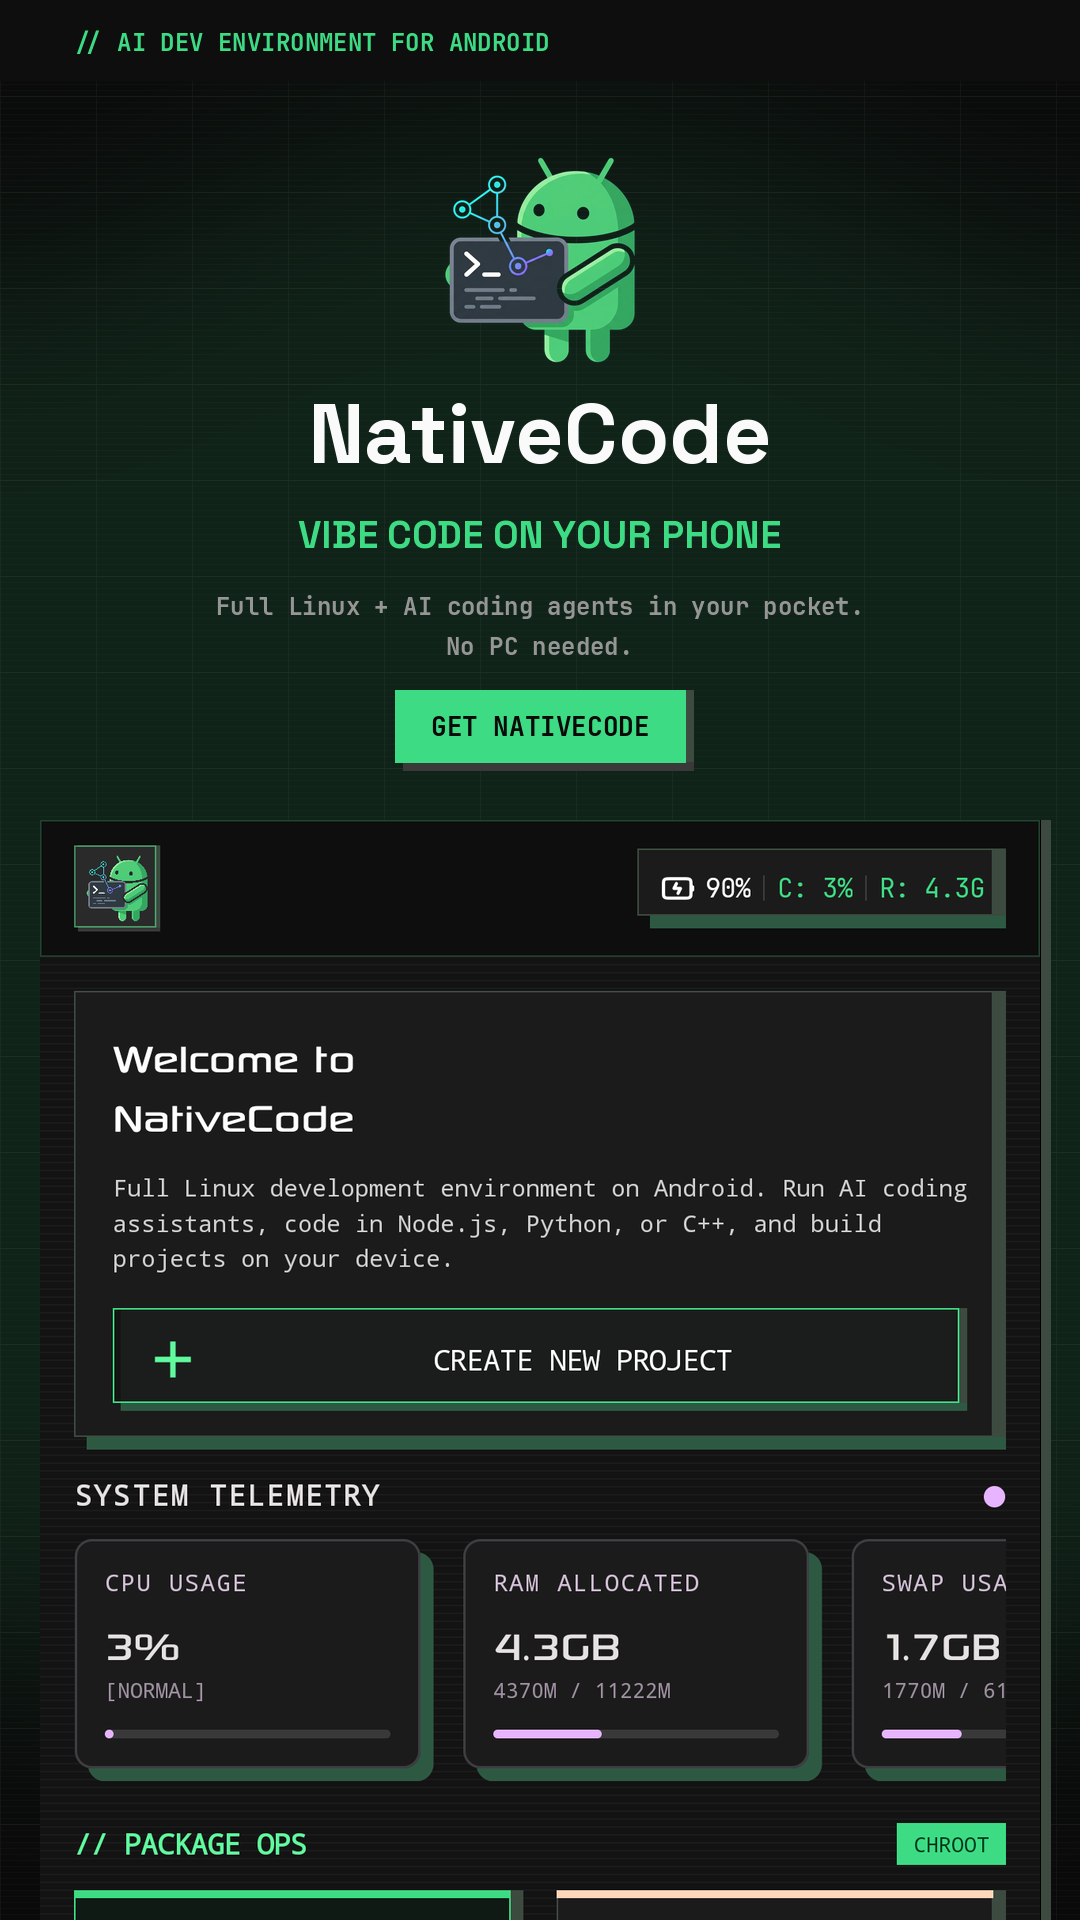 // AI DEV ENVIRONMENT FOR ANDROID
>_
NativeCode
VIBE CODE ON YOUR PHONE
Full Linux + AI coding agents in your pocket.
No PC needed.
GET NATIVECODE
90% C: 3% R: 4.3G
Welcome to
NativeCode
Full Linux development environment on Android. Run AI coding
assistants, code in Node.js, Python, or C++, and build
projects on your device.
+ CREATE NEW PROJECT
SYSTEM TELEMETRY
CPU USAGE
3%
[NORMAL]
RAM ALLOCATED
4.3GB
4370M / 11222M
SWAP USA
1.7GB
1770M / 61
// PACKAGE OPS
CHROOT